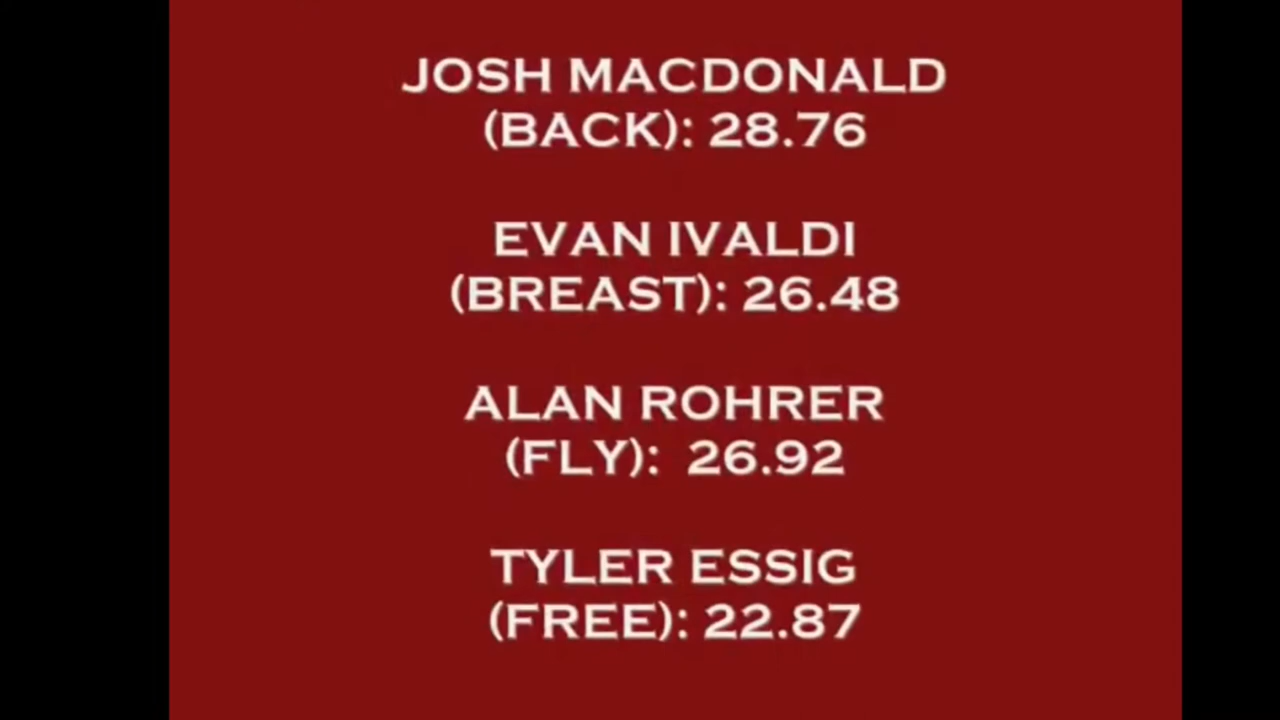 JOSH MACDONALD
(BACK): 28.76
EVAN IVALDI
(BREAST): 26.48
ALAN ROHRER
(FLY): 26.92
TYLER ESSIG
(FREE): 22.87